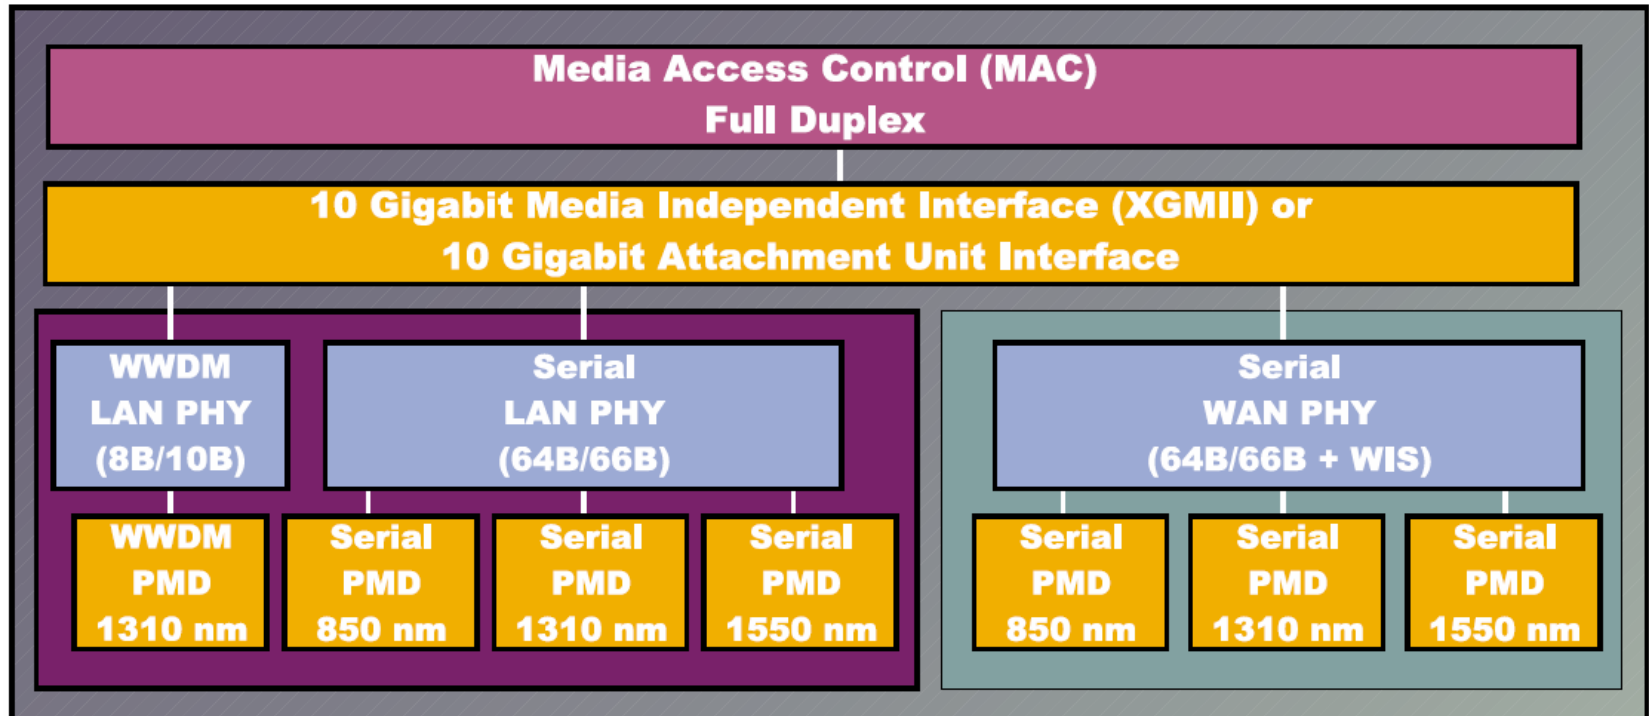 Media Access Control (MAC)
Full Duplex
10 Gigabit Media Independent Interface (XGMII) or
10 Gigabit Attachment Unit Interface
WWDM
LAN PHY
(8B/10B)
Serial
LAN PHY
(64B/66B)
Serial
WAN PHY
(64B/66B + WIS)
WWDM
PMD
1310 nm
Serial
PMD
850 nm
Serial
PMD
1310 nm
Serial
PMD
1550 nm
Serial
PMD
850 nm
Serial
PMD
1310 nm
Serial
PMD
1550 nm